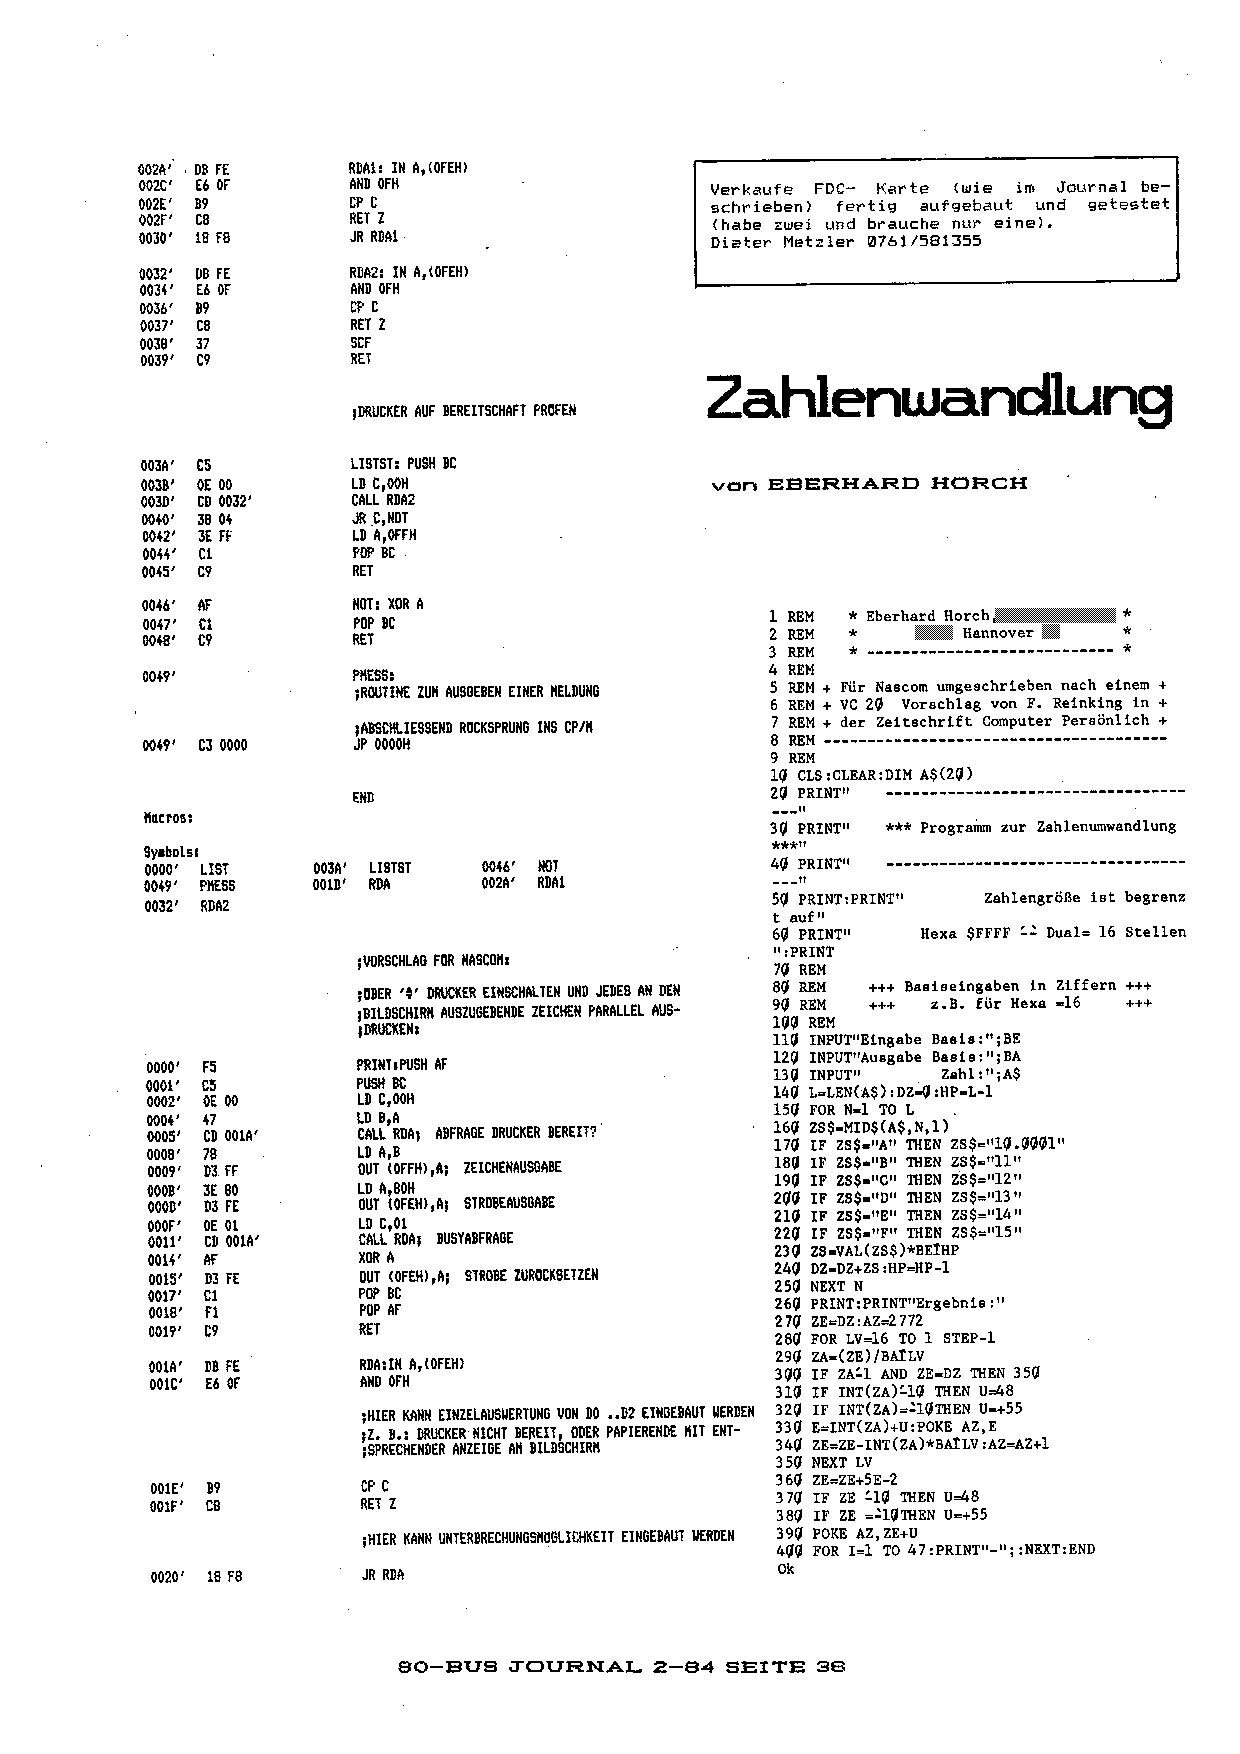 002A' DB FE RDA1: IN A,(OFEH)
002C' E6 0F AND OFH
002E' B9 CP C
002F' C8 RET Z
0030' 18 F8 JR RDA1
0032' DB FE RDA2: IN A,(OFEH)
0034' E6 0F AND OFH
0036' B9 CP C
0037' C8 RET Z
0038' 37 SCF
0039' C9 RET
;DRUCKER AUF BEREITSCHAFT PROFEN
003A' C5 LISTST: PUSH BC
003B' 0E 00 LD C,00H
003D' CD 0032' CALL RDA2
0040' 38 04 JR C,NOT
0042' 3E FF LD A,OFFH
0044' C1 POP BC
0045' C9 RET
0046' AF NOT: XOR A
0047' C1 POP BC
0048' C9 RET
0049' PMESS:
;ROUTINE ZUM AUSGEBEN EINER MELDUNG
;ABSCHLIESSEND ROCKSPRUNG INS CP/M
0049' C3 0000 JP 0000H
END
Macros:
Symbols:
0000' LIST 003A' LISTST 0046' NOT
0049' PMESS 001D' RDA 002A' RDA1
0032' RDA2
;VORSCHLAG FOR NASCOM:
;OBER '#' DRUCKER EINSCHALTEN UND JEDES AN DEN
;BILDSCHIRM AUSZUGEBENDE ZEICHEN PARALLEL AUS-
;DRUCKEN:
0000' F5 PRINT:PUSH AF
0001' C5 PUSH BC
0002' 0E 00 LD C,00H
0004' 47 LD B,A
0005' CD 001A' CALL RDA; ABFRAGE DRUCKER BEREIT?
0008' 78 LD A,B
0009' D3 FF OUT (OFFH),A; ZEICHENAUSGABE
000B' 3E 80 LD A,80H
000D' D3 FE OUT (OFEH),A; STROBEAUSGABE
000F' 0E 01 LD C,01
0011' CD 001A' CALL RDA; BUSYABFRAGE
0014' AF XOR A
0015' D3 FE OUT (OFEH),A; STROBE ZUROCKSETZEN
0017' C1 POP BC
0018' F1 POP AF
0019' C9 RET
001A' DB FE RDA:IN A,(OFEH)
001C' E6 0F AND OFH
;HIER KANN EINZELAUSWERTUNG VON DO ..D2 EINGEBAUT WERDEN
;Z. B.: DRUCKER NICHT BEREIT, ODER PAPIERENDE MIT ENT-
;SPRECHENDER ANZEIGE AM BILDSCHIRM
001E' B9 CP C
001F' C8 RET Z
;HIER KANN UNTERBRECHUNGSMOGLICHKEIT EINGEBAUT WERDEN
0020' 18 F8 JR RDA
Verkaufe FDC- Karte (wie im Journal be-
schrieben) fertig aufgebaut und getestet
(habe zwei und brauche nur eine).
Dieter Metzler 0761/581355
Zahlenwandlung
von EBERHARD HORCH
1 REM * Eberhard Horch, *
2 REM * Hannover *
3 REM * ---------------------------- *
4 REM
5 REM + Für Nascom umgeschrieben nach einem +
6 REM + VC 20 Vorschlag von F. Reinking in +
7 REM + der Zeitschrift Computer Persönlich +
8 REM ---------------------------------------
9 REM
10 CLS:CLEAR:DIM A$(20)
20 PRINT" ----------------------------------
---"
30 PRINT" *** Programm zur Zahlenumwandlung
***"
40 PRINT" ----------------------------------
---"
50 PRINT:PRINT" Zahlengröße ist begrenz
t auf"
60 PRINT" Hexa $FFFF -- Dual= 16 Stellen
":PRINT
70 REM
80 REM +++ Basiseingaben in Ziffern +++
90 REM +++ z.B. für Hexa =16 +++
100 REM
110 INPUT"Eingabe Basis:";BE
120 INPUT"Ausgabe Basis:";BA
130 INPUT" Zahl:";A$
140 L=LEN(A$):DZ=0:HP=L-1
150 FOR N=1 TO L
160 ZS$=MID$(A$,N,1)
170 IF ZS$="A" THEN ZS$="10.0001"
180 IF ZS$="B" THEN ZS$="11"
190 IF ZS$="C" THEN ZS$="12"
200 IF ZS$="D" THEN ZS$="13"
210 IF ZS$="E" THEN ZS$="14"
220 IF ZS$="F" THEN ZS$="15"
230 ZS=VAL(ZS$)*BE↑HP
240 DZ=DZ+ZS:HP=HP-1
250 NEXT N
260 PRINT:PRINT"Ergebnis:"
270 ZE=DZ:AZ=2772
280 FOR LV=16 TO 1 STEP-1
290 ZA=(ZE)/BA↑LV
300 IF ZA 1 AND ZE=DZ THEN 350
310 IF INT(ZA) 10 THEN U=48
320 IF INT(ZA)= 10THEN U=+55
330 E=INT(ZA)+U:POKE AZ,E
340 ZE=ZE-INT(ZA)*BA↑LV:AZ=AZ+1
350 NEXT LV
360 ZE=ZE+5E-2
370 IF ZE 10 THEN U=48
380 IF ZE = 10THEN U=+55
390 POKE AZ,ZE+U
400 FOR I=1 TO 47:PRINT"-";:NEXT:END
Ok
80-BUS JOURNAL 2-84 SEITE 36